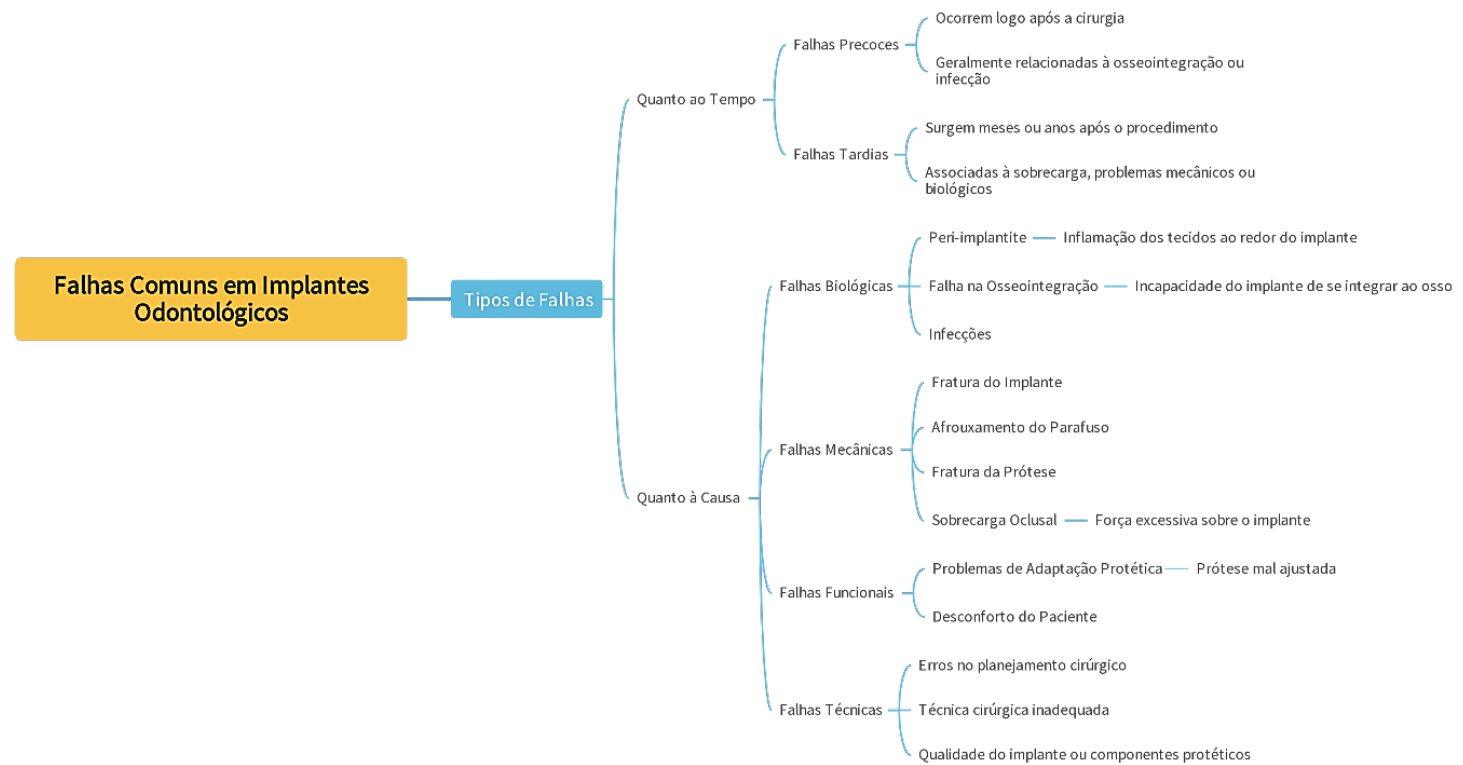 Falhas Comuns em Implantes
Odontológicos
Tipos de Falhas
Quanto ao Tempo
Falhas Precoces
Ocorrem logo após a cirurgia
Geralmente relacionadas à osseointegração ou
infecção
Falhas Tardias
Surgem meses ou anos após o procedimento
Associadas à sobrecarga, problemas mecânicos ou
biológicos
Quanto à Causa
Falhas Biológicas
Peri-implantite
Inflamação dos tecidos ao redor do implante
Falha na Osseointegração
Incapacidade do implante de se integrar ao osso
Infecções
Falhas Mecânicas
Fratura do Implante
Afrouxamento do Parafuso
Fratura da Prótese
Sobrecarga Oclusal
Força excessiva sobre o implante
Falhas Funcionais
Problemas de Adaptação Protética
Prótese mal ajustada
Desconforto do Paciente
Falhas Técnicas
Erros no planejamento cirúrgico
Técnica cirúrgica inadequada
Qualidade do implante ou componentes protéticos